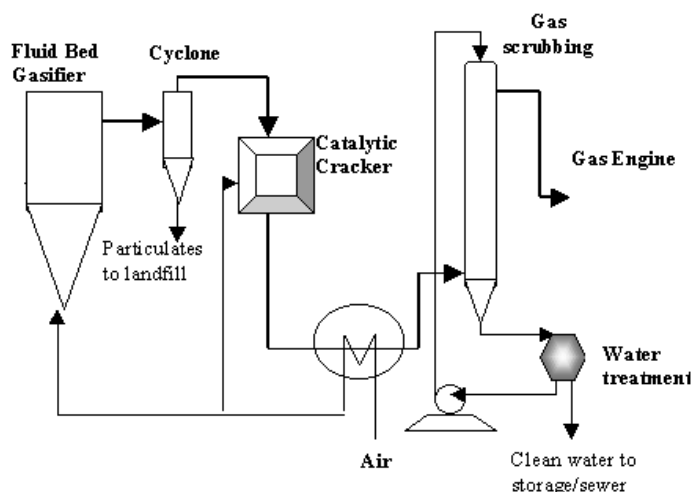 Fluid Bed
Gasifier
Cyclone
Gas
scrubbing
Catalytic
Cracker
Gas Engine
Particulates
to landfill
Water
treatment
Air
Clean water to
storage/sewer